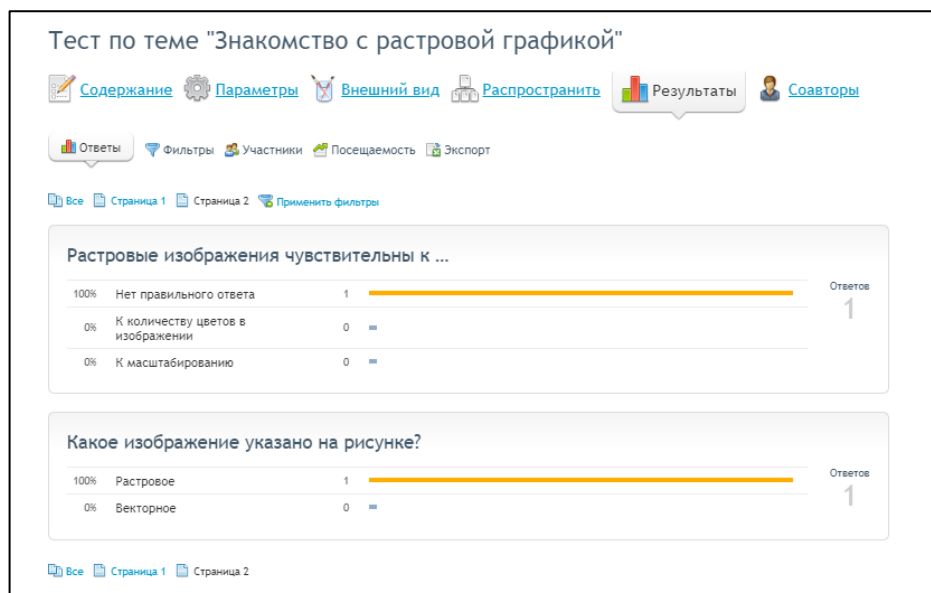 Тест по теме "Знакомство с растровой графикой"
Содержание Параметры Внешний вид Распространить Результаты Соавторы
Ответы Фильтры Участники Посещаемость Экспорт
Все Страница 1 Страница 2 Применить фильтры
Растровые изображения чувствительны к ...
Ответов
100% Нет правильного ответа 1
1
0% К количеству цветов в
изображении 0
0% К масштабированию 0
Какое изображение указано на рисунке?
Ответов
100% Растровое 1
1
0% Векторное 0
Все Страница 1 Страница 2